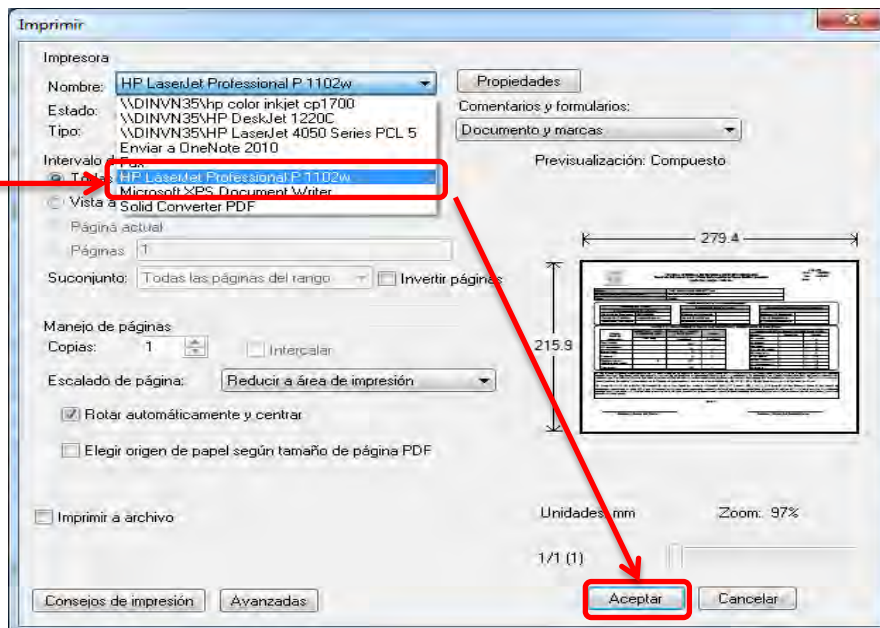 Imprimir
Impresora
Nombre: HP LaserJet Professional P 1102w
Propiedades
\\DINVN35\hp color inkjet cp1700
\\DINVN35\HP DeskJet 1220C
\\DINVN35\HP LaserJet 4050 Series PCL 5
Enviar a OneNote 2010
Fax
HP LaserJet Professional P 1102w
Microsoft XPS Document Writer
Solid Converter PDF
Estado:
Tipo:
Comentarios y formularios:
Documento y marcas
Intervalo d
Todas
Vista a
Página actual
Páginas 1
Suconjunto: Todas las páginas del rango
Invertir páginas
Previsualización: Compuesto
279.4
215.9
Manejo de páginas
Copias: 1
Intercalar
Escalado de página: Reducir a área de impresión
Rotar automáticamente y centrar
Elegir origen de papel según tamaño de página PDF
Imprimir a archivo
Unidades: mm
Zoom: 97%
1/1 (1)
Consejos de impresión
Avanzadas
Aceptar
Cancelar